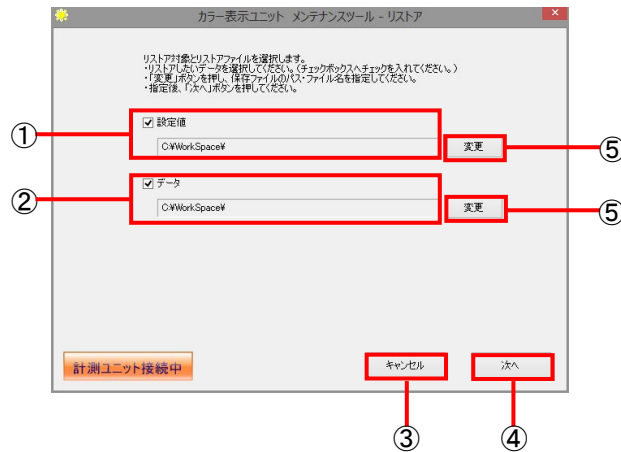 カラー表示ユニット メンテナンスツール - リストア
×
リストア対象とリストアファイルを選択します。
・リストアしたいデータを選択してください。(チェックボックスへチェックを入れてください。)
・「変更」ボタンを押し、保存ファイルのパス・ファイル名を指定してください。
・指定後、「次へ」ボタンを押してください。
① 設定値
C:¥WorkSpace¥ 変更 ⑤
② データ
C:¥WorkSpace¥ 変更 ⑤
計測ユニット接続中 キャンセル 次へ
③ ④